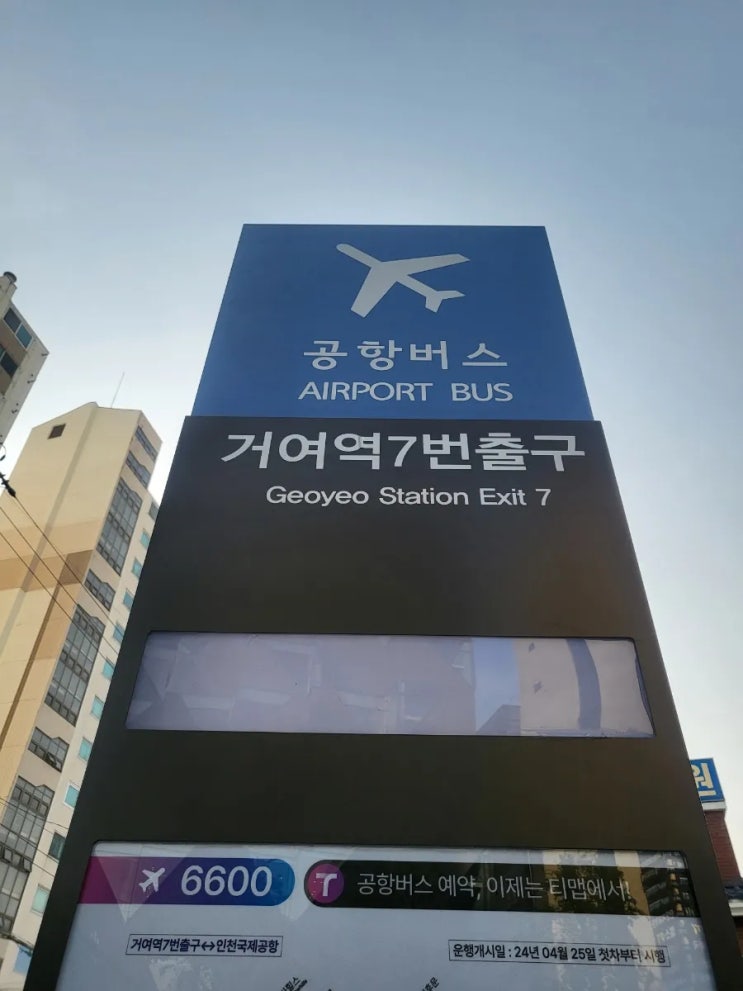 공항버스
AIRPORT BUS
거여역7번출구
Geoyeo Station Exit 7
6600
T 공항버스 예약, 이제는 티맵에서!
거여역7번출구↔인천국제공항
운행개시일 : 24년 04월 25일 첫차부터 시행
원